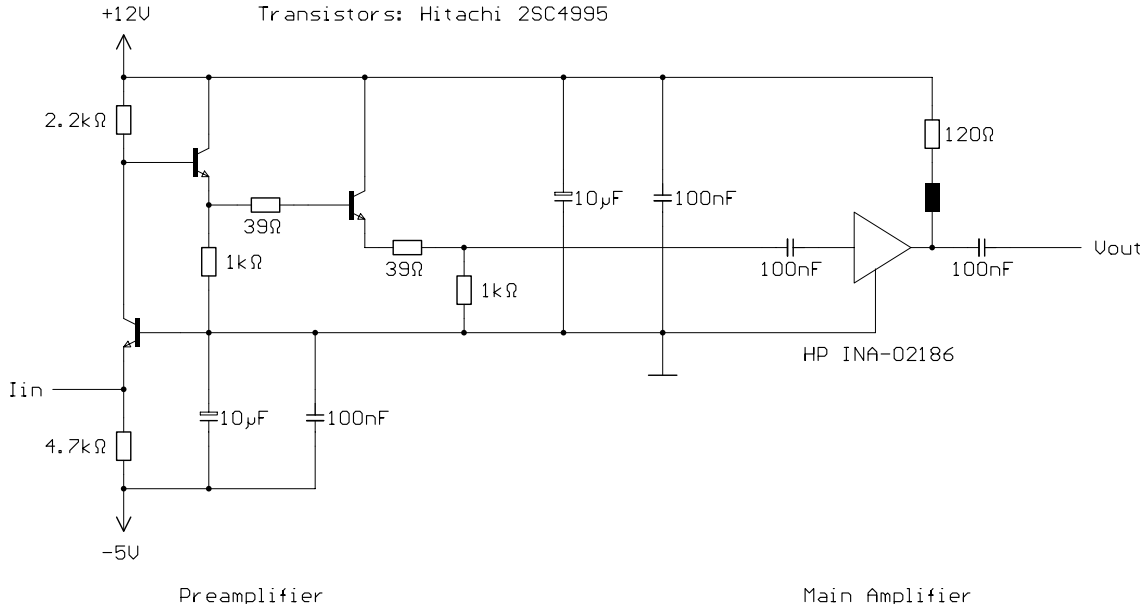 Transistors: Hitachi 2SC4995
+12V
2.2kΩ
120Ω
10µF
100nF
39Ω
1kΩ
39Ω
1kΩ
100nF
100nF
Vout
HP INA-02186
Iin
10µF
100nF
4.7kΩ
-5V
Preamplifier
Main Amplifier